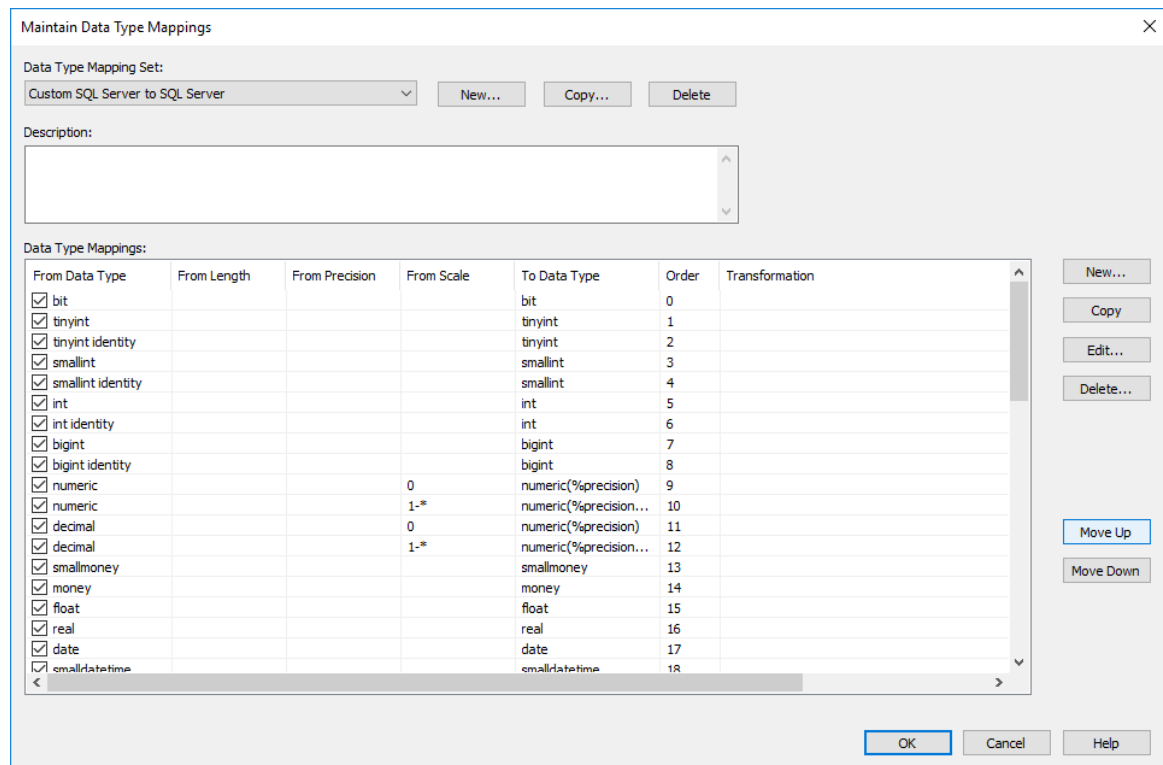 Maintain Data Type Mappings
Data Type Mapping Set:
Custom SQL Server to SQL Server New... Copy... Delete
Description:
Data Type Mappings:
From Data Type From Length From Precision From Scale To Data Type Order Transformation New...
bit bit 0
tinyint tinyint 1 Copy
tinyint identity tinyint 2
smallint smallint 3 Edit...
smallint identity smallint 4
int int 5 Delete...
int identity int 6
bigint bigint 7
bigint identity bigint 8
numeric 0 numeric(%precision) 9
numeric 1-* numeric(%precision... 10
decimal 0 numeric(%precision) 11
decimal 1-* numeric(%precision... 12 Move Up
smallmoney smallmoney 13
money money 14 Move Down
float float 15
real real 16
date date 17
smalldatetime smalldatetime 18
OK Cancel Help